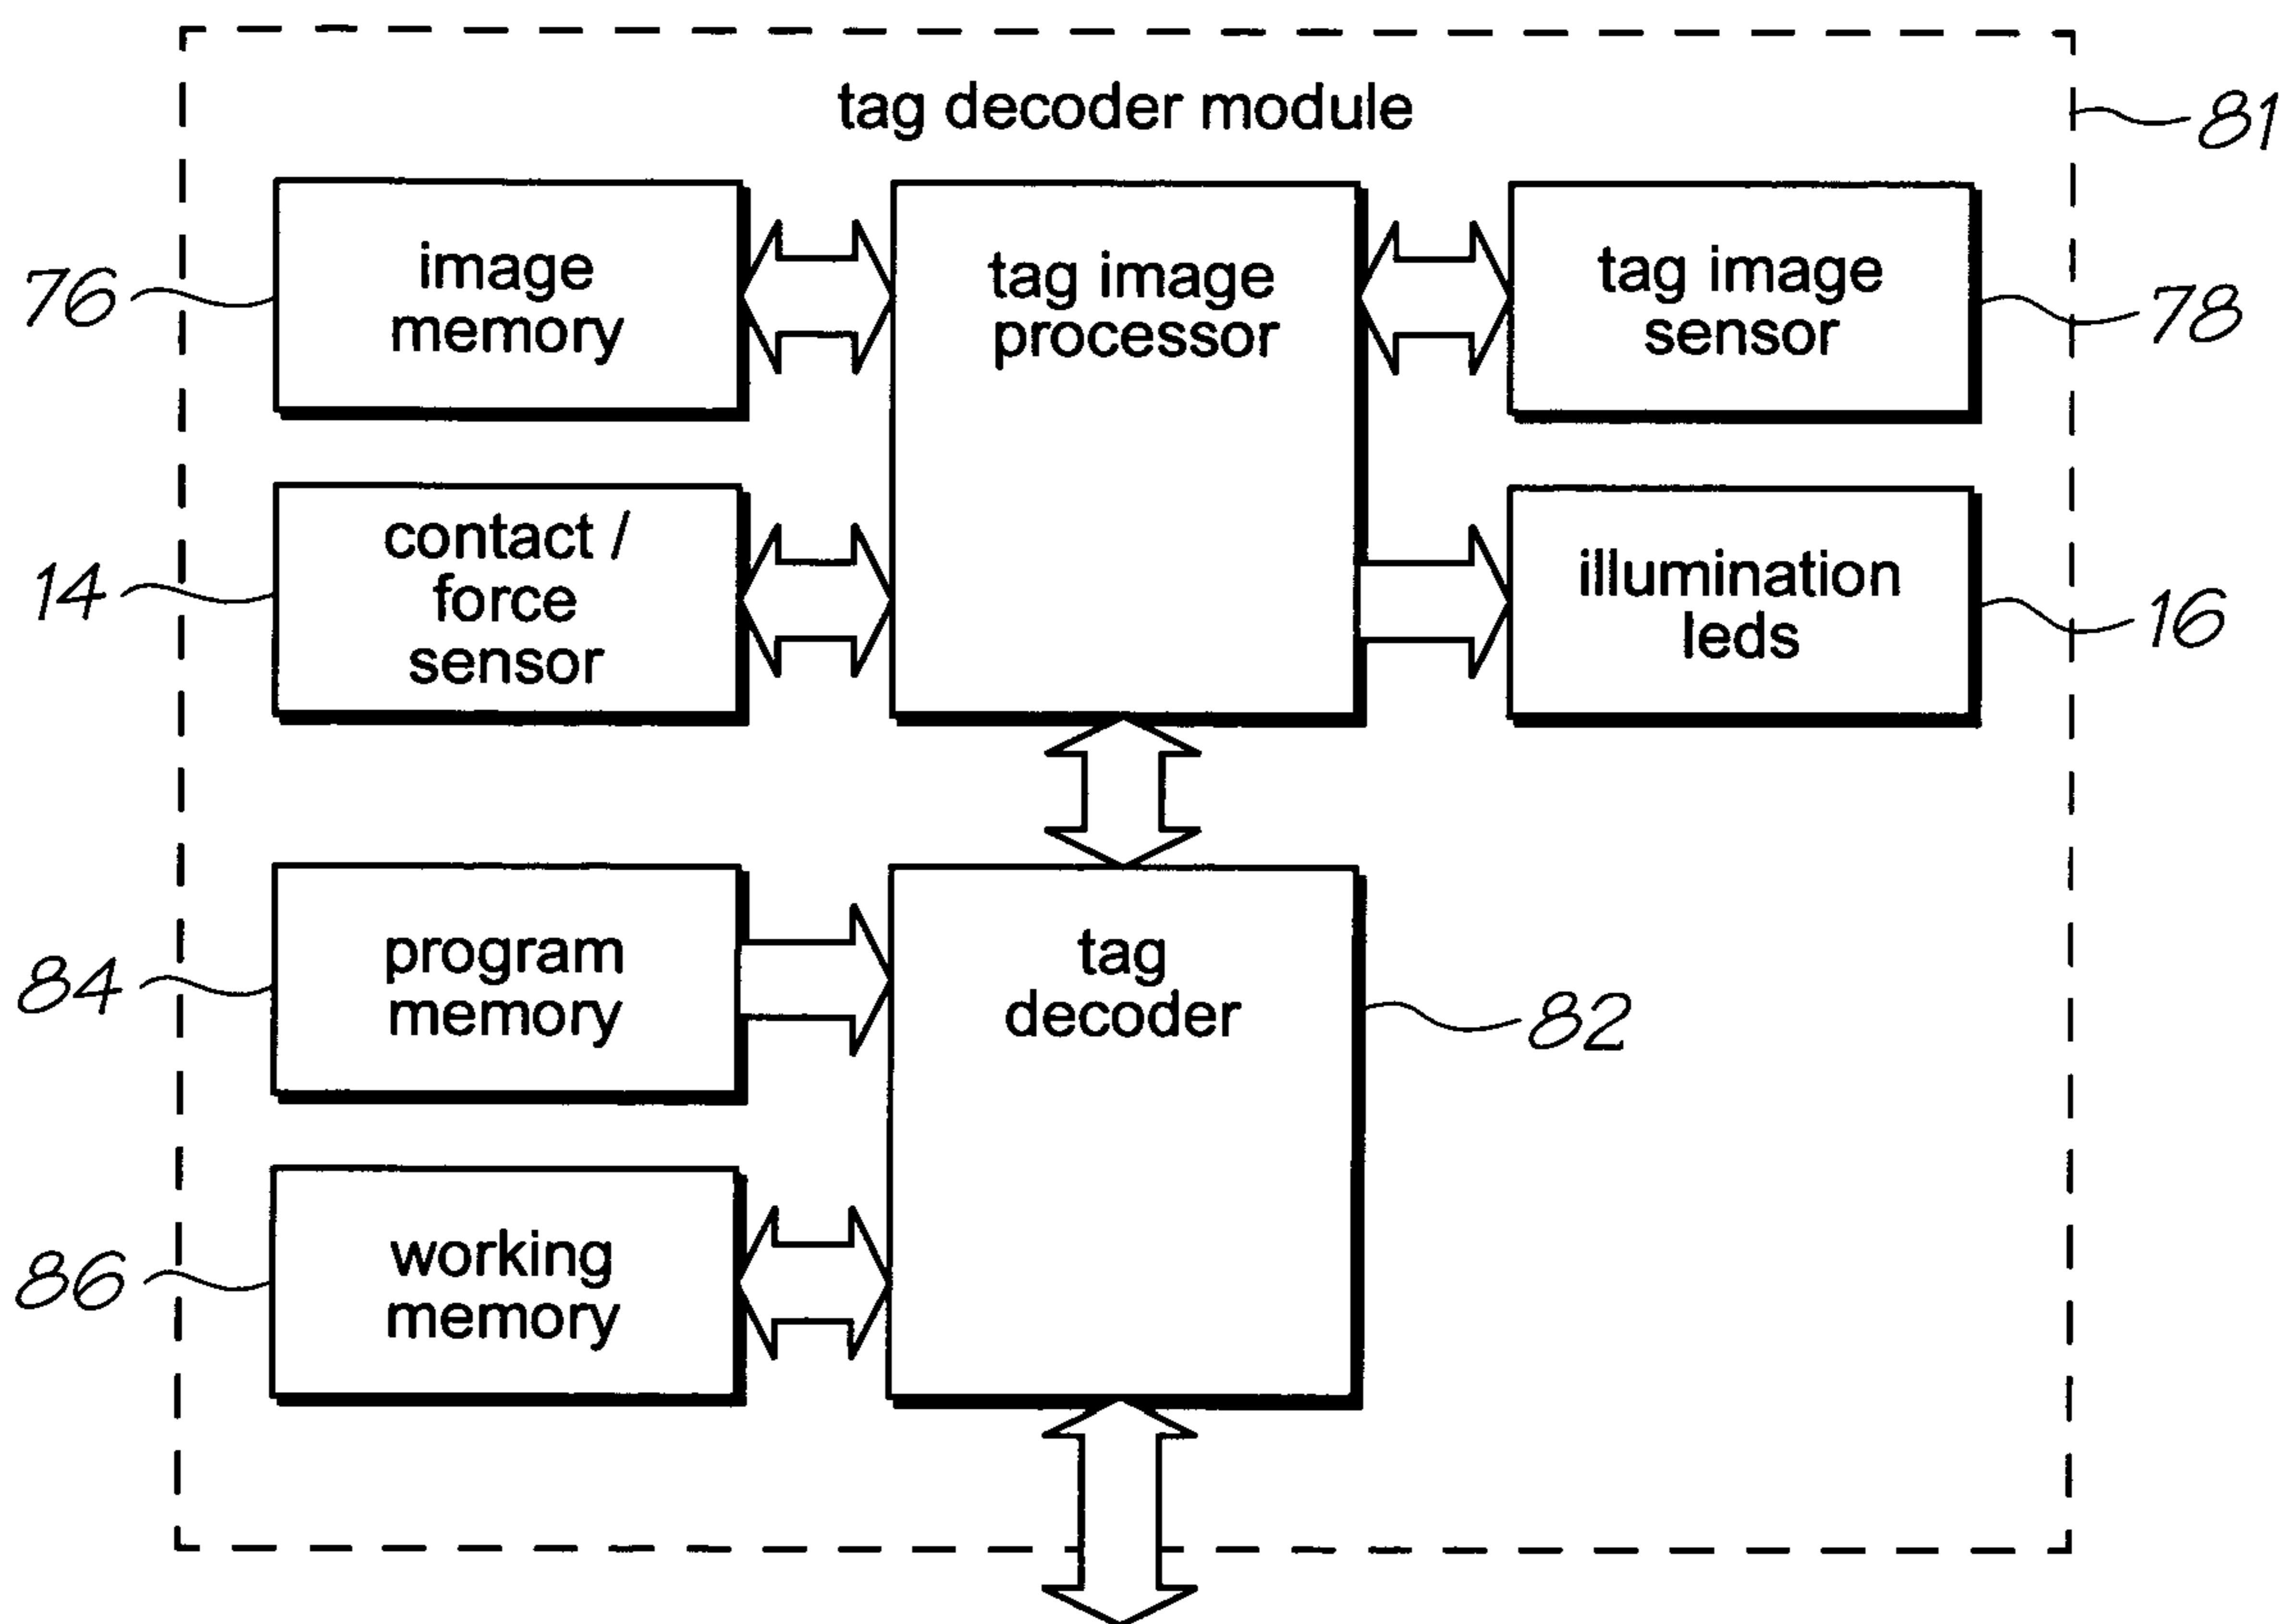 tag decoder module
81
76
image
memory
tag image
processor
tag image
sensor
78
14
contact /
force
sensor
illumination
leds
16
84
program
memory
tag
decoder
82
86
working
memory